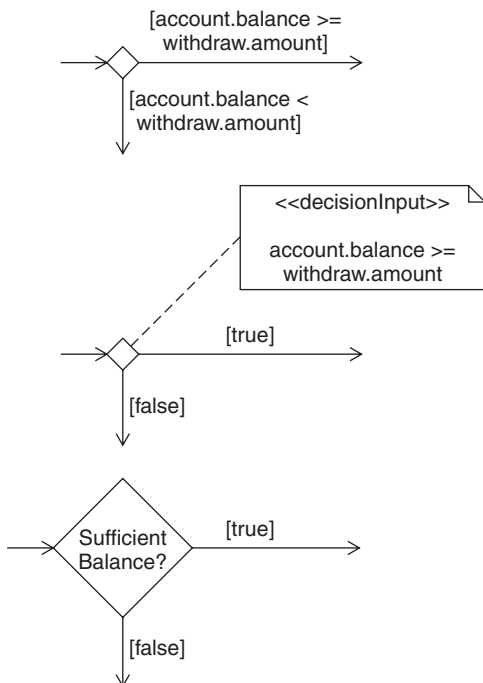 [account.balance >=
withdraw.amount]
[account.balance <
withdraw.amount]
<<decisionInput>>
account.balance >=
withdraw.amount
[true]
[false]
Sufficient
Balance?
[true]
[false]